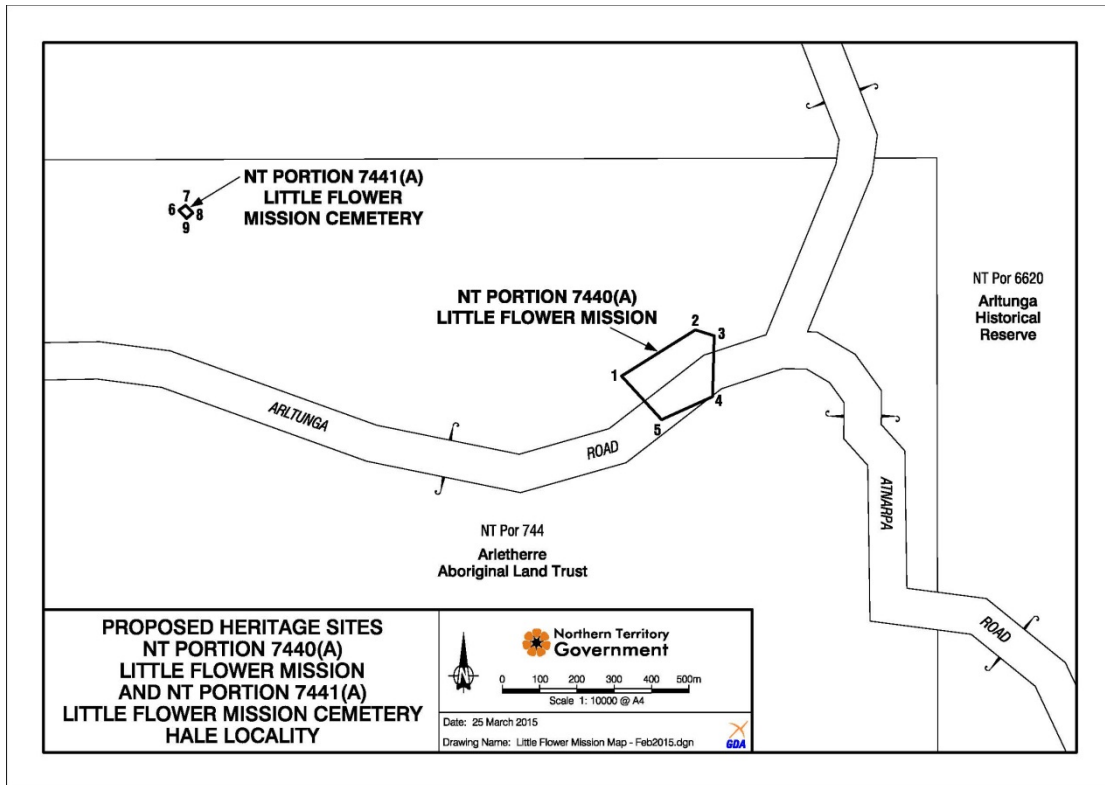 NT PORTION 7441(A)
LITTLE FLOWER
MISSION CEMETERY
7
6
8
9
NT PORTION 7440(A)
LITTLE FLOWER MISSION
2
3
1
4
5
NT Por 6620
Arltunga
Historical
Reserve
ARLTUNGA
ROAD
ATNARPA
ROAD
NT Por 744
Arletherre
Aboriginal Land Trust
PROPOSED HERITAGE SITES
NT PORTION 7440(A)
LITTLE FLOWER MISSION
AND NT PORTION 7441(A)
LITTLE FLOWER MISSION CEMETERY
HALE LOCALITY
N
Northern Territory
Government
0 100 200 300 400 500m
Scale 1: 10000 @ A4
Date: 25 March 2015
Drawing Name: Little Flower Mission Map - Feb2015.dgn
GDA